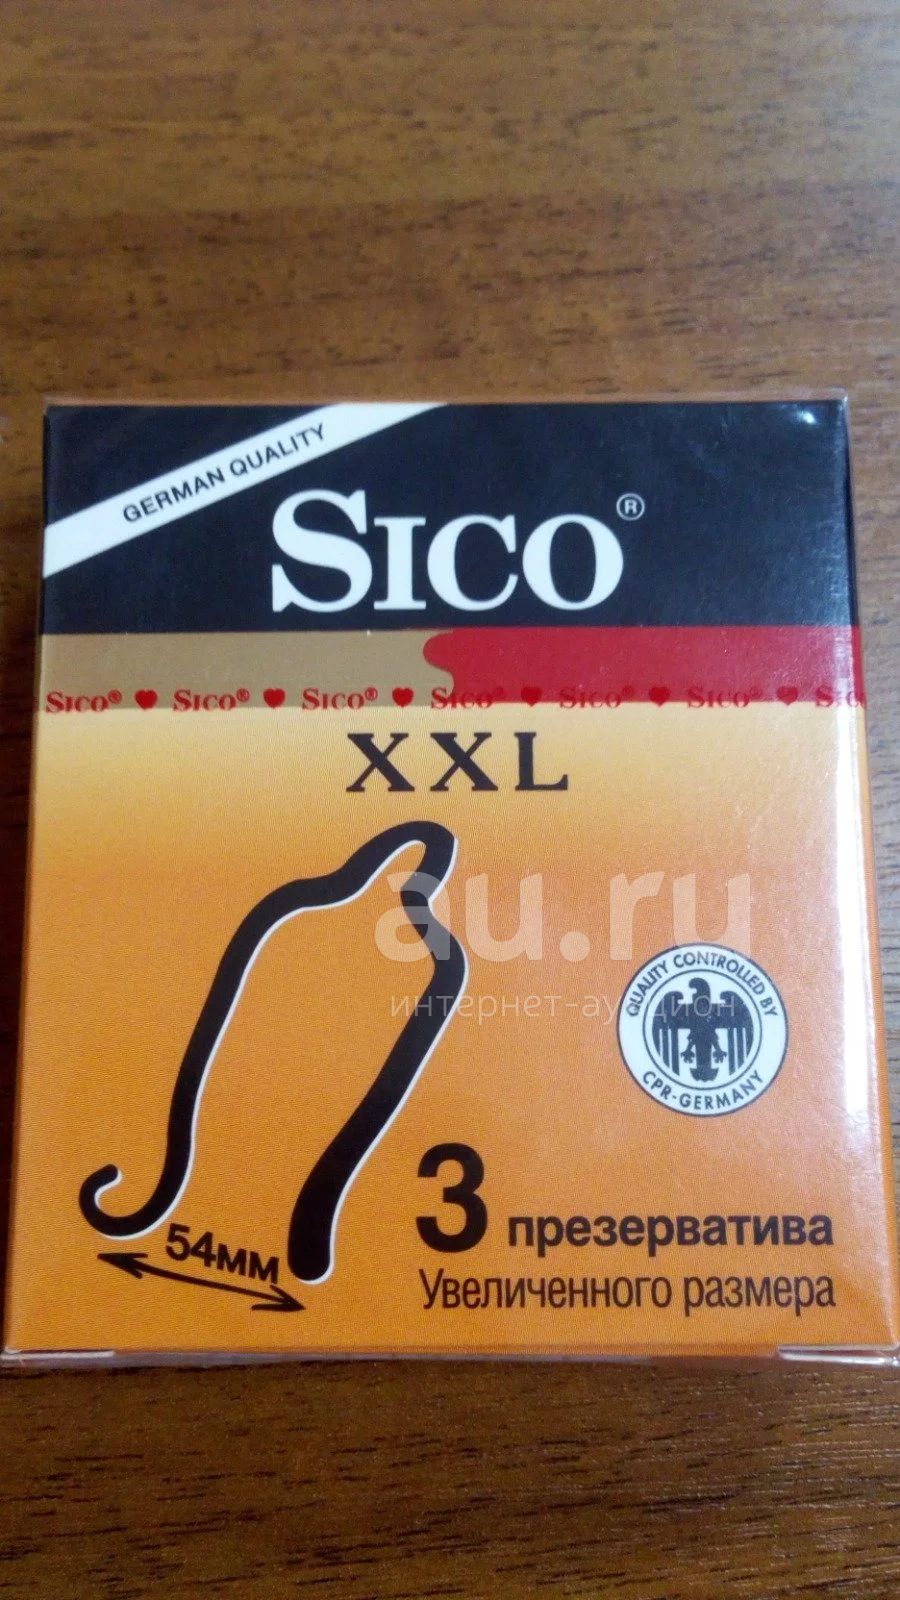 GERMAN QUALITY
SICO®
SICO® ♥ SICO® ♥ SICO® ♥ SICO® ♥ SICO® ♥ SICO® ♥ SICO
XXL
au.ru
интернет-аукцион
QUALITY CONTROLLED BY
CPR-GERMANY
54мм
3 презерватива
Увеличенного размера